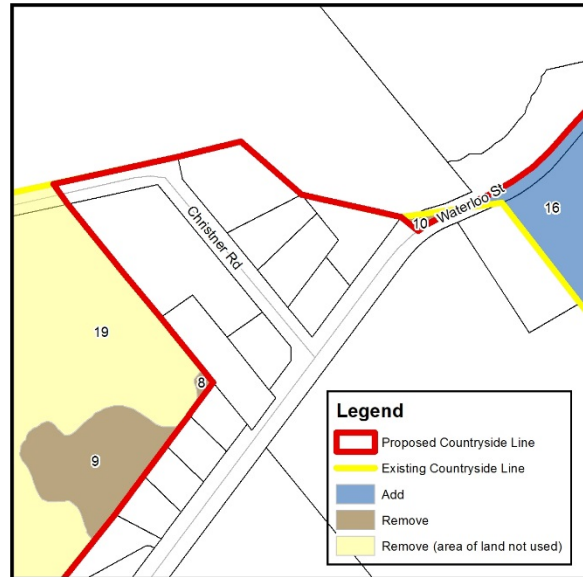 Christner Rd
10
Waterloo St
16
19
8
9
Legend
Proposed Countryside Line
Existing Countryside Line
Add
Remove
Remove (area of land not used)